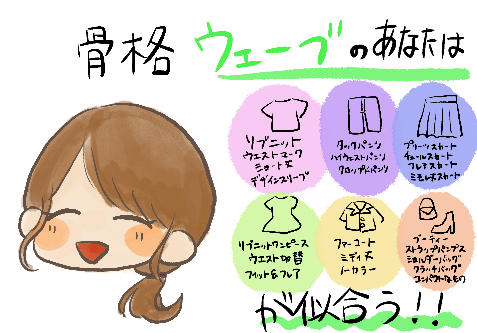 骨格 ウェーブのあなたは
リブニット
ウエストマーク
ショート丈
デザインスリーブ
タックパンツ
ハイウエストパンツ
クロップドパンツ
プリーツスカート
チュールスカート
フレアスカート
ミモレ丈スカート
リブニットワンピース
ウエスト切替
フィット&フレア
ファーコート
ミディ丈
ノーカラー
ブーティー
ストラップパンプス
ショルダーバッグ
クラッチバッグ
コンパクトなもの
が似合う!!